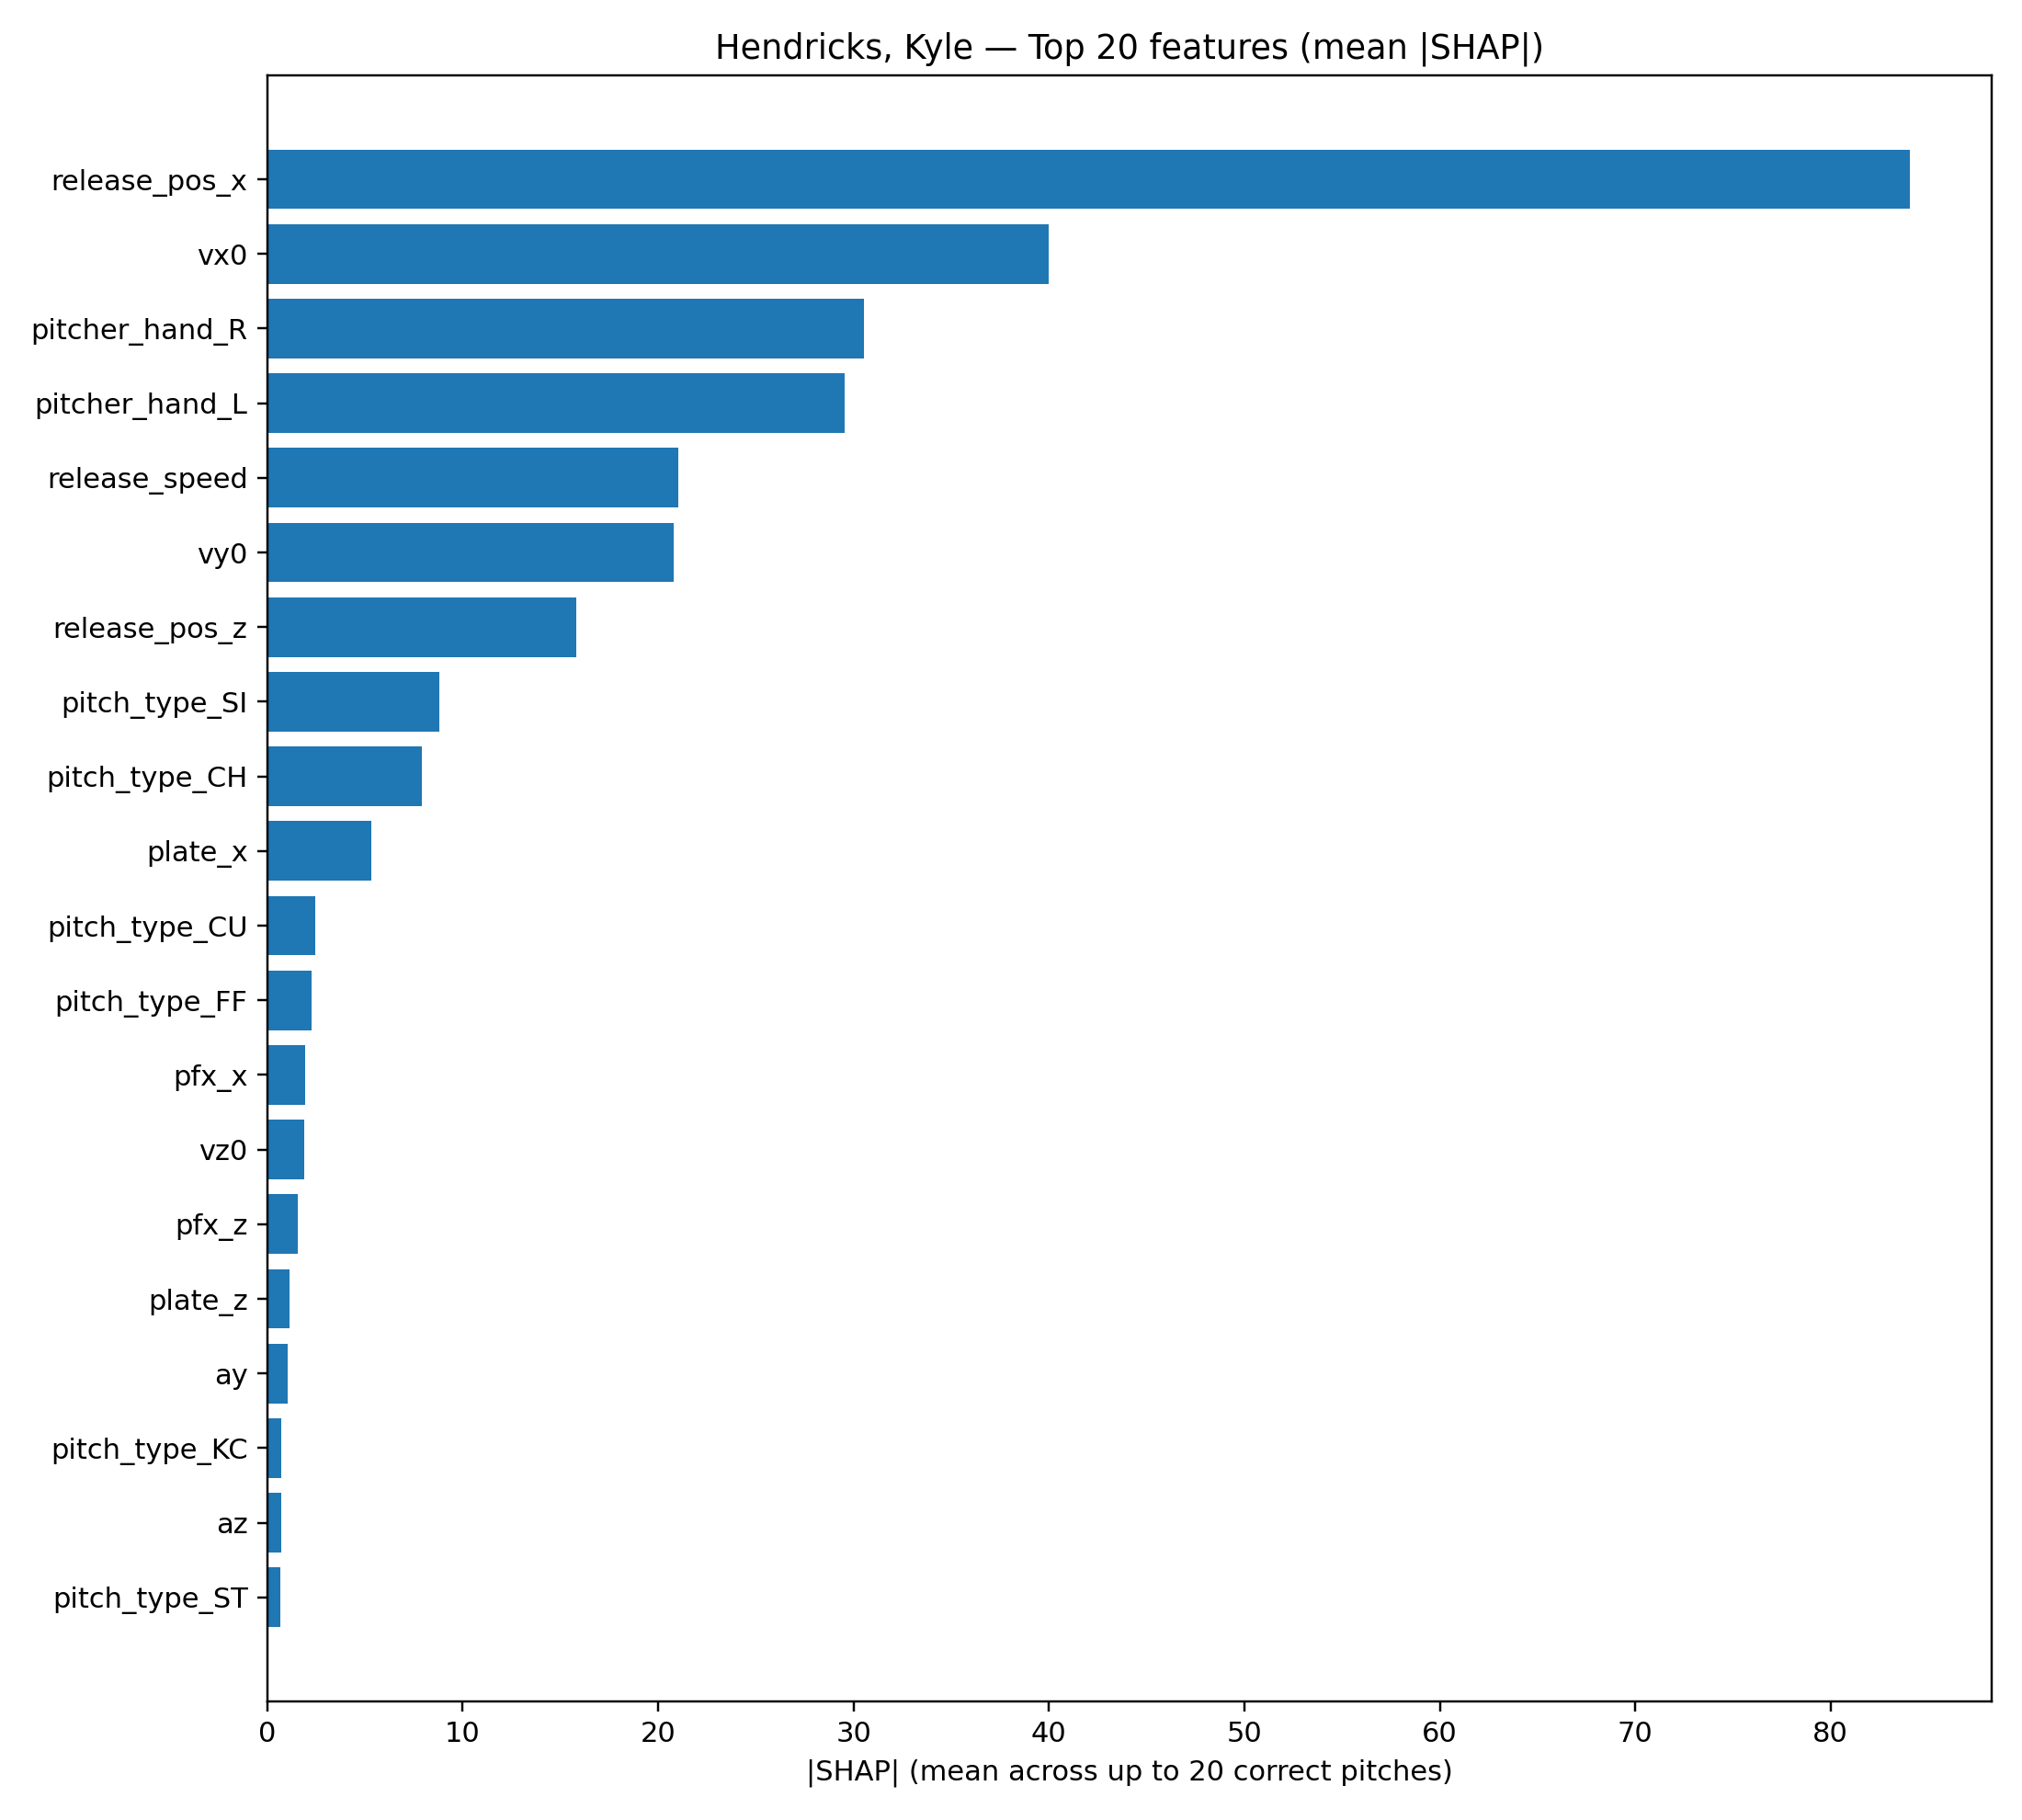 Hendricks, Kyle — Top 20 features (mean |SHAP|)
release_pos_x
vx0
pitcher_hand_R
pitcher_hand_L
release_speed
vy0
release_pos_z
pitch_type_SI
pitch_type_CH
plate_x
pitch_type_CU
pitch_type_FF
pfx_x
vz0
pfx_z
plate_z
ay
pitch_type_KC
az
pitch_type_ST
0 10 20 30 40 50 60 70 80
|SHAP| (mean across up to 20 correct pitches)